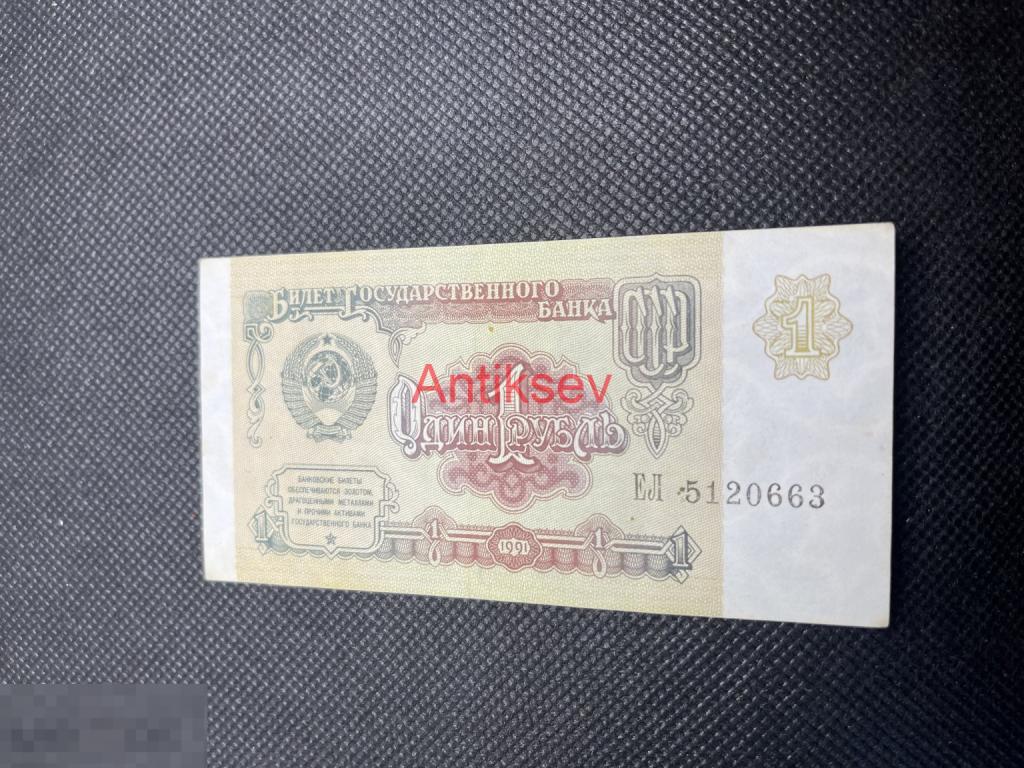 Билет Государственного
Банка
СССР
1
Antiksev
Один 1 Рубль
БАНКОВСКИЕ БИЛЕТЫ
ОБЕСПЕЧИВАЮТСЯ ЗОЛОТОМ,
ДРАГОЦЕННЫМИ МЕТАЛЛАМИ
И ПРОЧИМИ АКТИВАМИ
ГОСУДАРСТВЕННОГО БАНКА
ЕЛ 5120663
1 1 1991 1 1